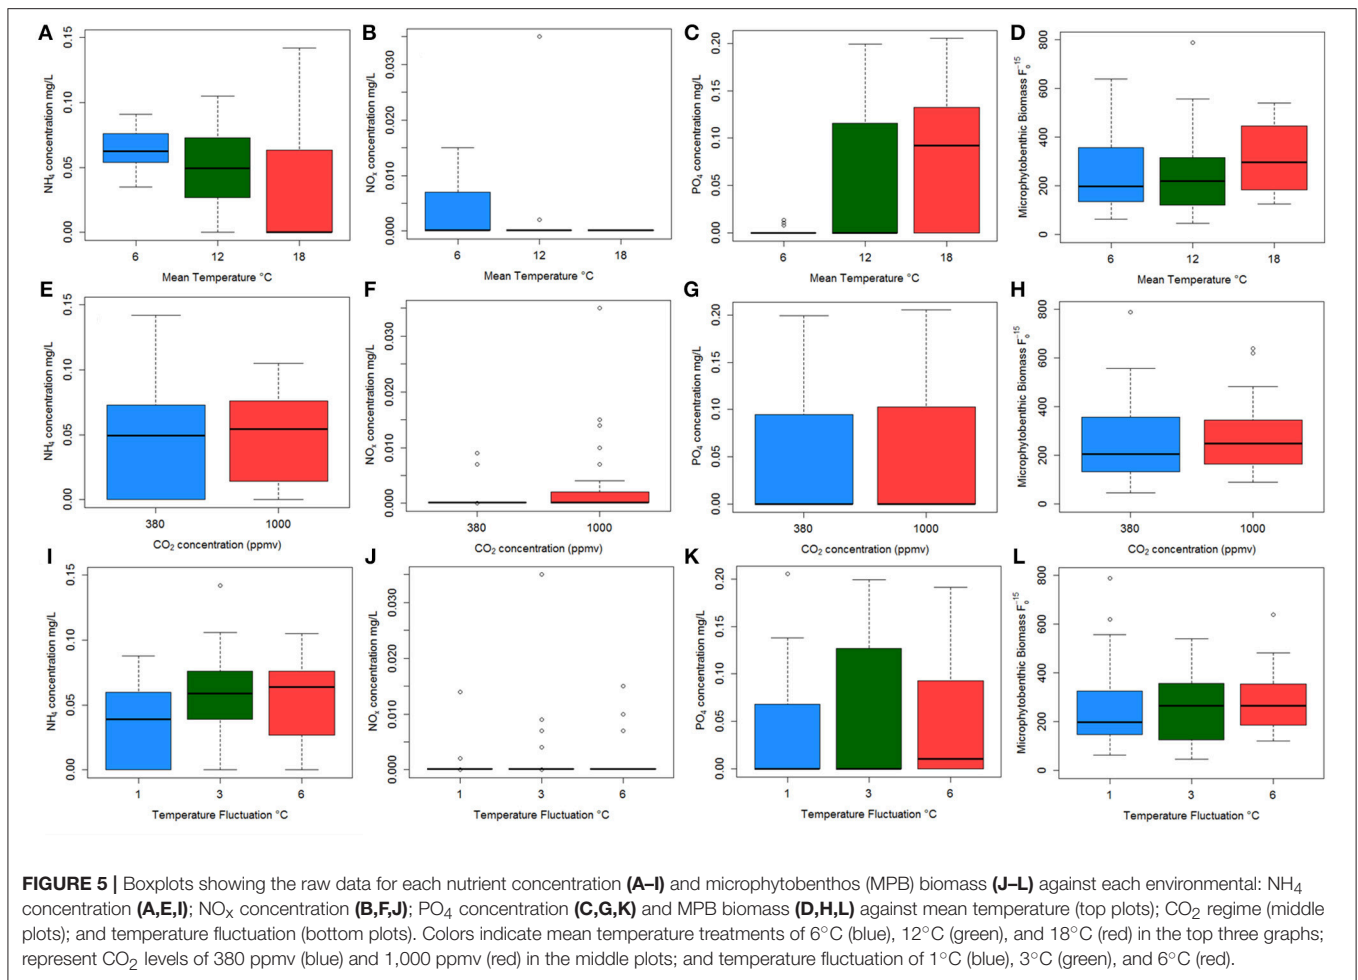 A B C D
NH4 concentration mg/L
0.00 0.05 0.10 0.15
6 12 18
Mean Temperature °C
NOx concentration mg/L
0.000 0.010 0.020 0.030
6 12 18
Mean Temperature °C
PO4 concentration mg/L
0.00 0.05 0.10 0.15 0.20
6 12 18
Mean Temperature °C
Microphytobenthic Biomass F₀⁻¹⁵
0 200 400 600 800
6 12 18
Mean Temperature °C
E F G H
NH4 concentration mg/L
0.00 0.05 0.10 0.15
380 1000
CO₂ concentration (ppmv)
NOx concentration mg/L
0.000 0.010 0.020 0.030
380 1000
CO₂ concentration (ppmv)
PO4 concentration mg/L
0.00 0.05 0.10 0.15 0.20
380 1000
CO₂ concentration (ppmv)
Microphytobenthic Biomass F₀⁻¹⁵
0 200 400 600 800
380 1000
CO₂ concentration (ppmv)
I J K L
NH4 concentration mg/L
0.00 0.05 0.10 0.15
1 3 6
Temperature Fluctuation °C
NOx concentration mg/L
0.000 0.010 0.020 0.030
1 3 6
Temperature Fluctuation °C
PO4 concentration mg/L
0.00 0.05 0.10 0.15 0.20
1 3 6
Temperature Fluctuation °C
Microphytobenthic Biomass F₀⁻¹⁵
0 200 400 600 800
1 3 6
Temperature Fluctuation °C
FIGURE 5 | Boxplots showing the raw data for each nutrient concentration (A–I) and microphytobenthos (MPB) biomass (J–L) against each environmental: NH₄
concentration (A,E,I); NOₓ concentration (B,F,J); PO₄ concentration (C,G,K) and MPB biomass (D,H,L) against mean temperature (top plots); CO₂ regime (middle
plots); and temperature fluctuation (bottom plots). Colors indicate mean temperature treatments of 6°C (blue), 12°C (green), and 18°C (red) in the top three graphs;
represent CO₂ levels of 380 ppmv (blue) and 1,000 ppmv (red) in the middle plots; and temperature fluctuation of 1°C (blue), 3°C (green), and 6°C (red).